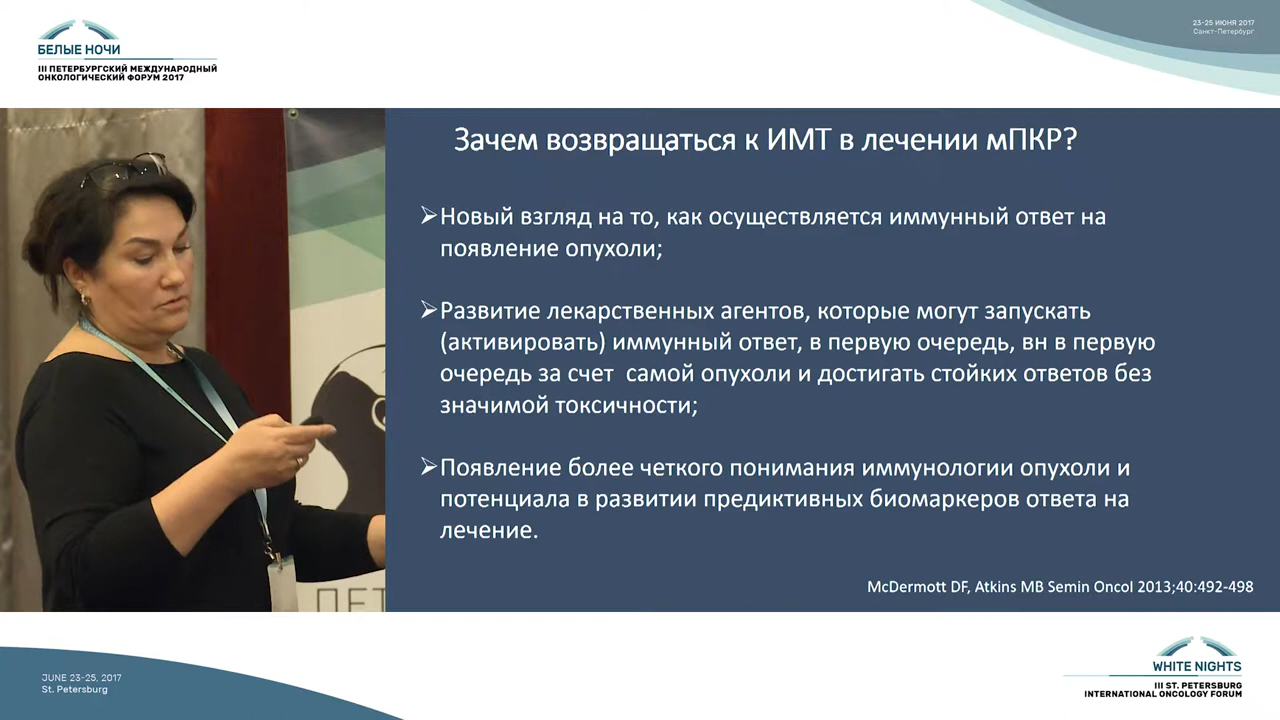 БЕЛЫЕ НОЧИ
III ПЕТЕРБУРГСКИЙ МЕЖДУНАРОДНЫЙ
ОНКОЛОГИЧЕСКИЙ ФОРУМ 2017
23-25 ИЮНЯ 2017
Санкт-Петербург
Зачем возвращаться к ИМТ в лечении мПКР?
➢Новый взгляд на то, как осуществляется иммунный ответ на
появление опухоли;
➢Развитие лекарственных агентов, которые могут запускать
(активировать) иммунный ответ, в первую очередь, вн в первую
очередь за счет самой опухоли и достигать стойких ответов без
значимой токсичности;
➢Появление более четкого понимания иммунологии опухоли и
потенциала в развитии предиктивных биомаркеров ответа на
лечение.
McDermott DF, Atkins MB Semin Oncol 2013;40:492-498
ПЕТ
JUNE 23-25, 2017
St. Petersburg
WHITE NIGHTS
III ST. PETERSBURG
INTERNATIONAL ONCOLOGY FORUM